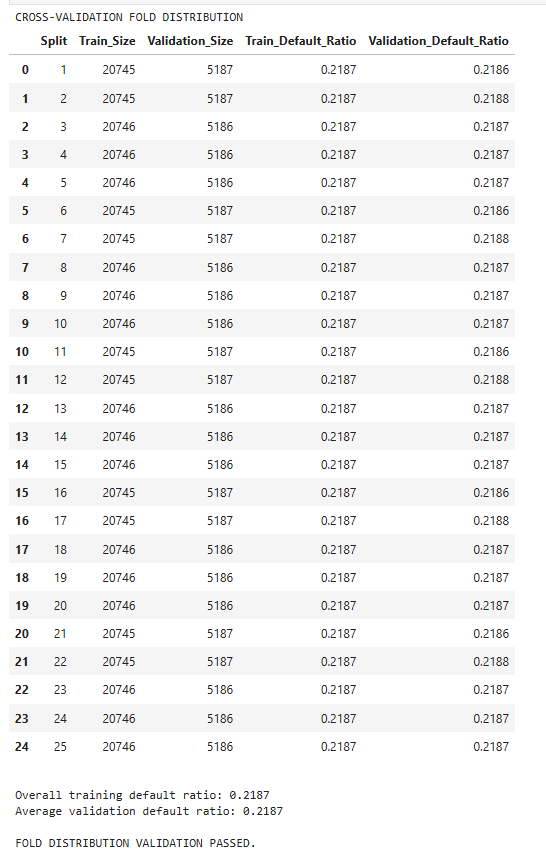 CROSS-VALIDATION FOLD DISTRIBUTION
Split Train_Size Validation_Size Train_Default_Ratio Validation_Default_Ratio
0 1 20745 5187 0.2187 0.2186
1 2 20745 5187 0.2187 0.2188
2 3 20746 5186 0.2187 0.2187
3 4 20746 5186 0.2187 0.2187
4 5 20746 5186 0.2187 0.2187
5 6 20745 5187 0.2187 0.2186
6 7 20745 5187 0.2187 0.2188
7 8 20746 5186 0.2187 0.2187
8 9 20746 5186 0.2187 0.2187
9 10 20746 5186 0.2187 0.2187
10 11 20745 5187 0.2187 0.2186
11 12 20745 5187 0.2187 0.2188
12 13 20746 5186 0.2187 0.2187
13 14 20746 5186 0.2187 0.2187
14 15 20746 5186 0.2187 0.2187
15 16 20745 5187 0.2187 0.2186
16 17 20745 5187 0.2187 0.2188
17 18 20746 5186 0.2187 0.2187
18 19 20746 5186 0.2187 0.2187
19 20 20746 5186 0.2187 0.2187
20 21 20745 5187 0.2187 0.2186
21 22 20745 5187 0.2187 0.2188
22 23 20746 5186 0.2187 0.2187
23 24 20746 5186 0.2187 0.2187
24 25 20746 5186 0.2187 0.2187
Overall training default ratio: 0.2187
Average validation default ratio: 0.2187
FOLD DISTRIBUTION VALIDATION PASSED.